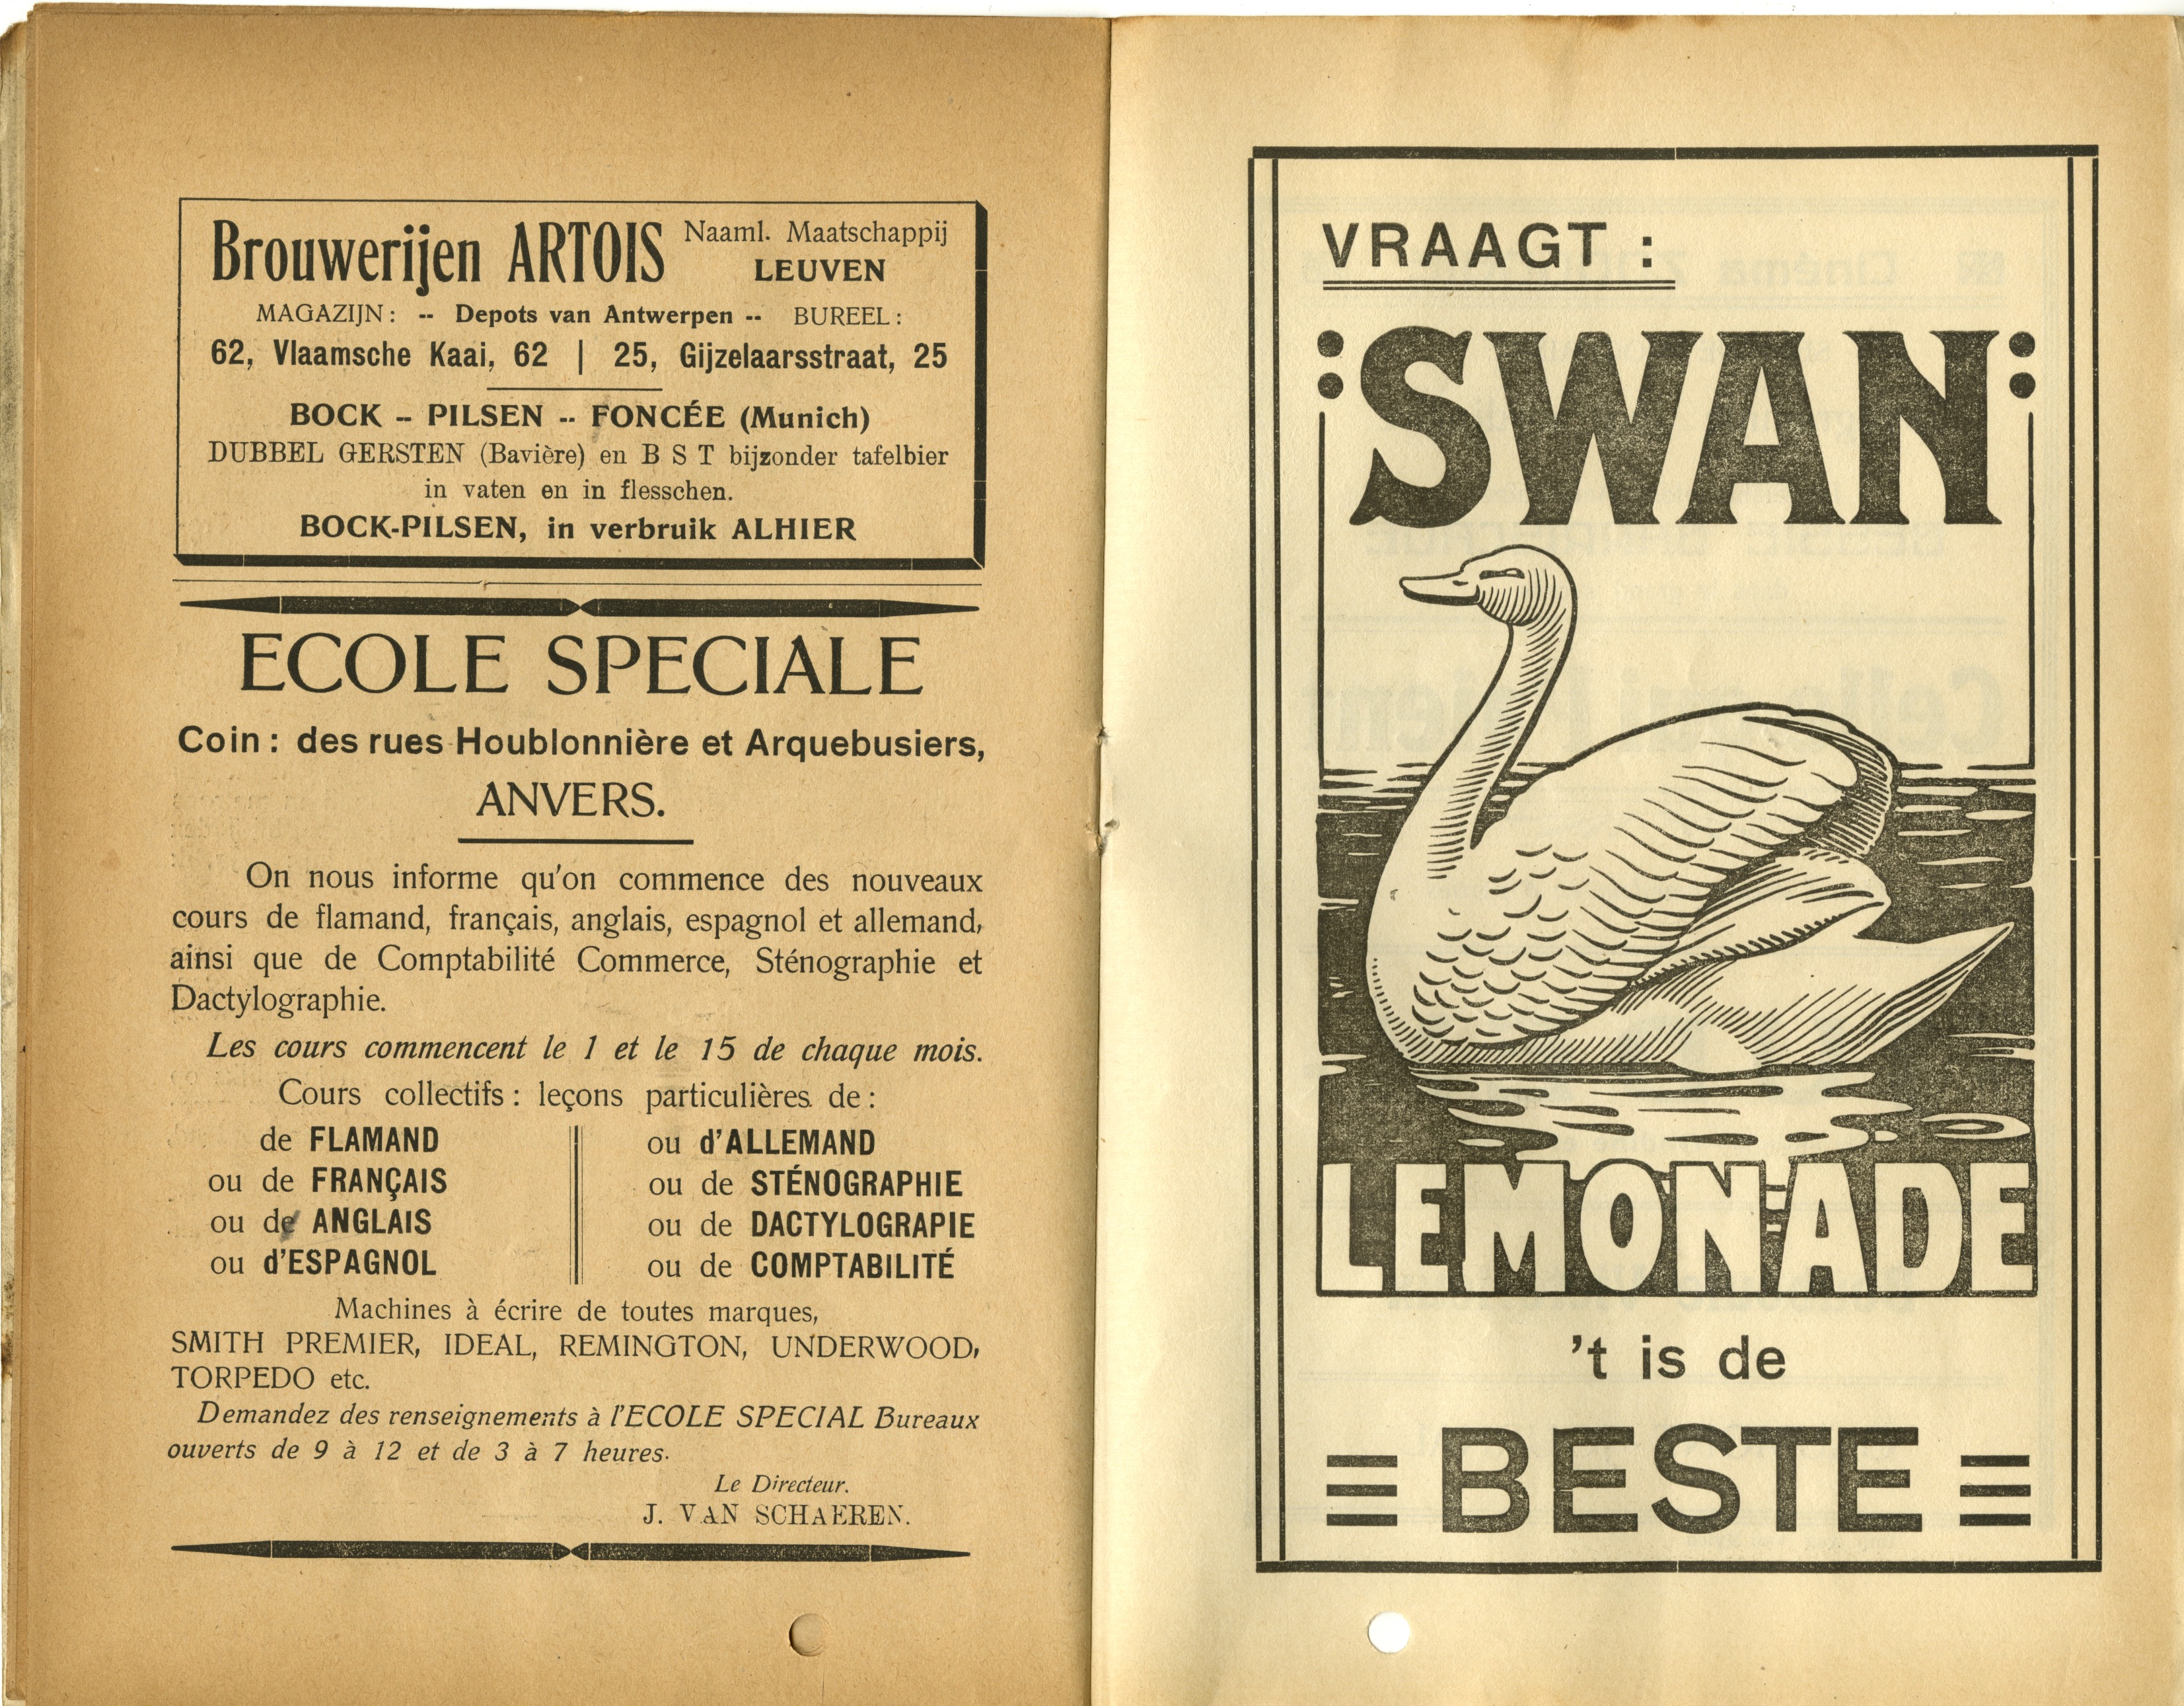 Brouwerijen ARTOIS Naaml. Maatschappij
LEUVEN
MAGAZIJN: -- Depots van Antwerpen -- BUREEL:
62, Vlaamsche Kaai, 62 | 25, Gijzelaarsstraat, 25
BOCK -- PILSEN -- FONCÉE (Munich)
DUBBEL GERSTEN (Bavière) en B S T bijzonder tafelbier
in vaten en in flesschen.
BOCK-PILSEN, in verbruik ALHIER
ECOLE SPECIALE
Coin: des rues Houblonnière et Arquebusiers,
ANVERS.
On nous informe qu'on commence des nouveaux
cours de flamand, français, anglais, espagnol et allemand,
ainsi que de Comptabilité Commerce, Sténographie et
Dactylographie.
Les cours commencent le 1 et le 15 de chaque mois.
Cours collectifs: leçons particulières de:
de FLAMAND
ou de FRANÇAIS
ou de ANGLAIS
ou d'ESPAGNOL
ou d'ALLEMAND
ou de STÉNOGRAPHIE
ou de DACTYLOGRAPIE
ou de COMPTABILITÉ
Machines à écrire de toutes marques,
SMITH PREMIER, IDEAL, REMINGTON, UNDERWOOD,
TORPEDO etc.
Demandez des renseignements à l'ECOLE SPECIAL Bureaux
ouverts de 9 à 12 et de 3 à 7 heures.
Le Directeur.
J. VAN SCHAEREN.
VRAAGT :
SWAN
LEMONADE
't is de
BESTE